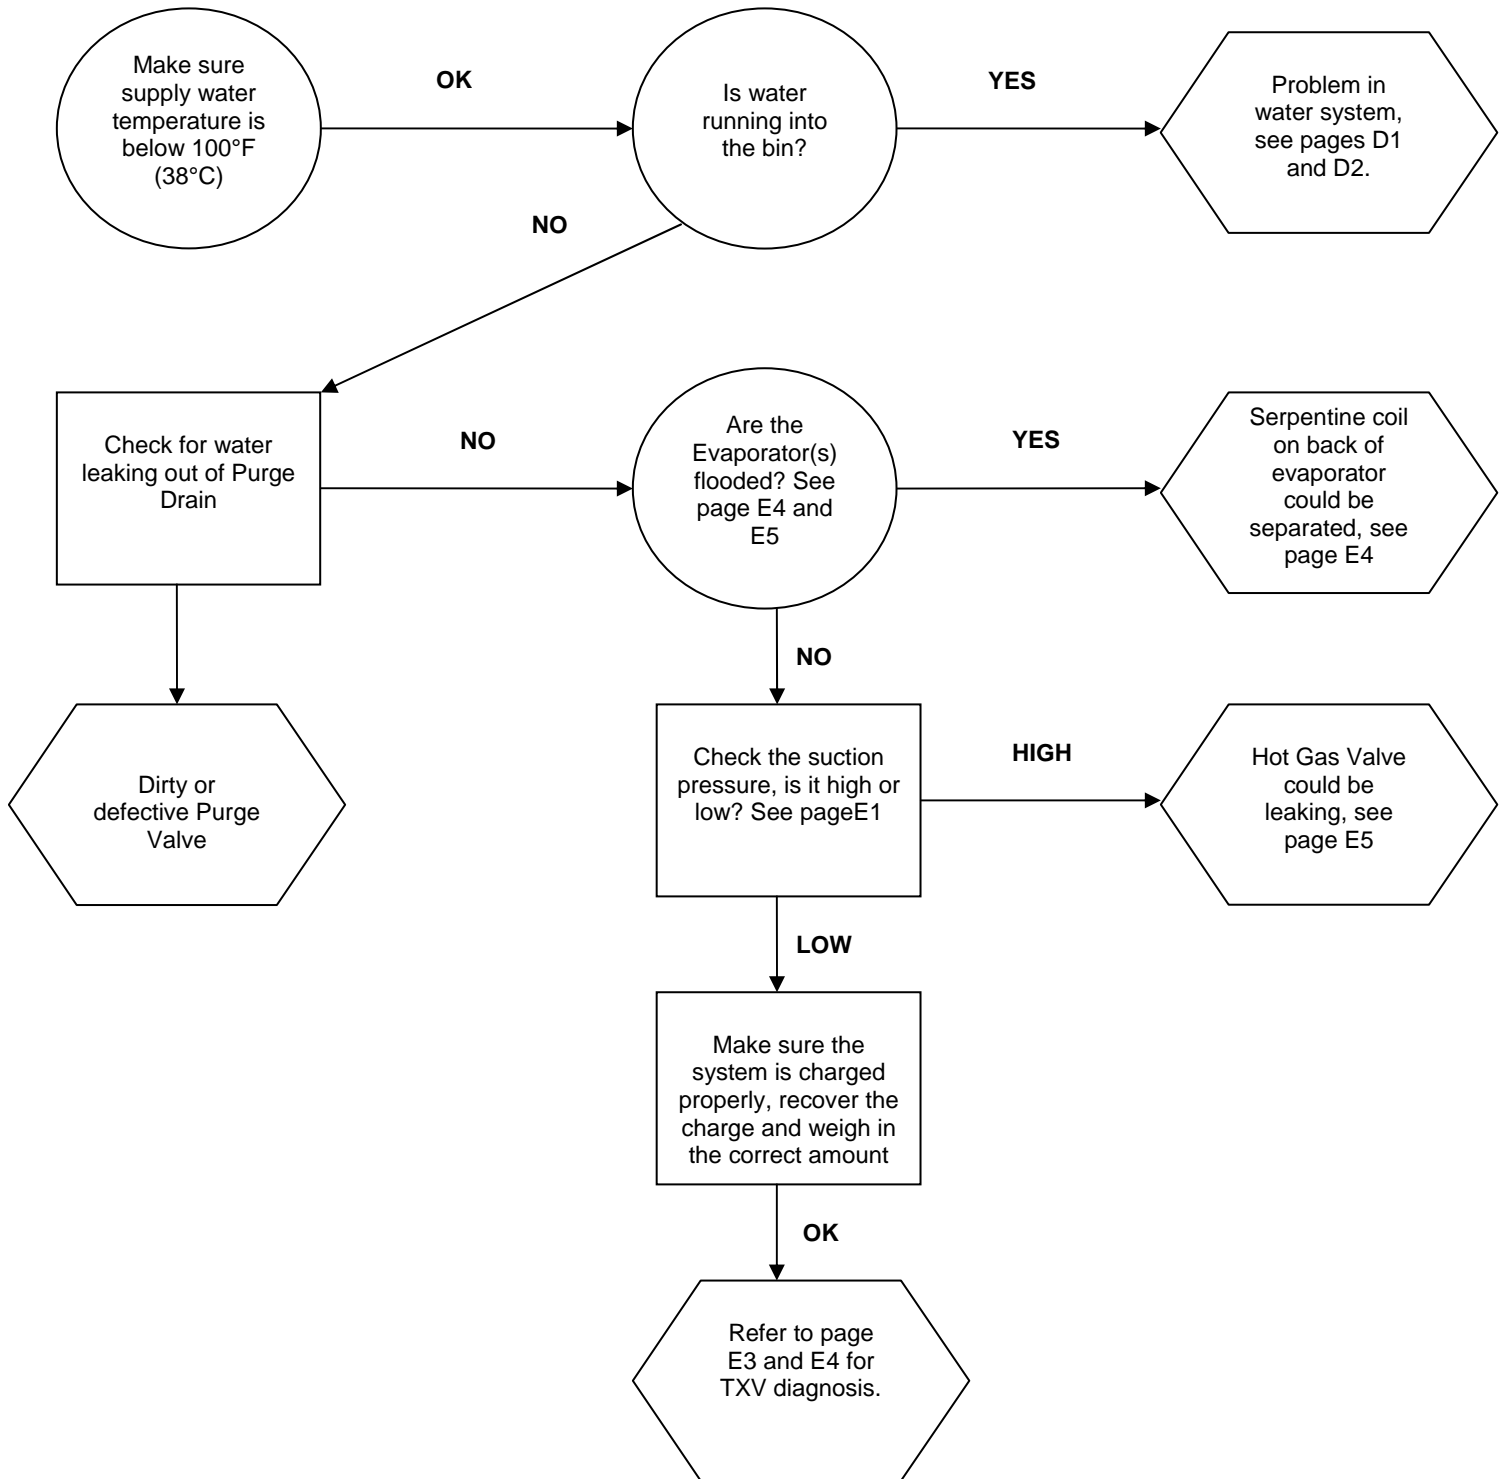 Make sure
supply water
temperature is
below 100°F
(38°C)
OK
Is water
running into
the bin?
YES
Problem in
water system,
see pages D1
and D2.
NO
Check for water
leaking out of Purge
Drain
NO
Are the
Evaporator(s)
flooded? See
page E4 and
E5
YES
Serpentine coil
on back of
evaporator
could be
separated, see
page E4
NO
Dirty or
defective Purge
Valve
Check the suction
pressure, is it high or
low? See pageE1
HIGH
Hot Gas Valve
could be
leaking, see
page E5
LOW
Make sure the
system is charged
properly, recover the
charge and weigh in
the correct amount
OK
Refer to page
E3 and E4 for
TXV diagnosis.